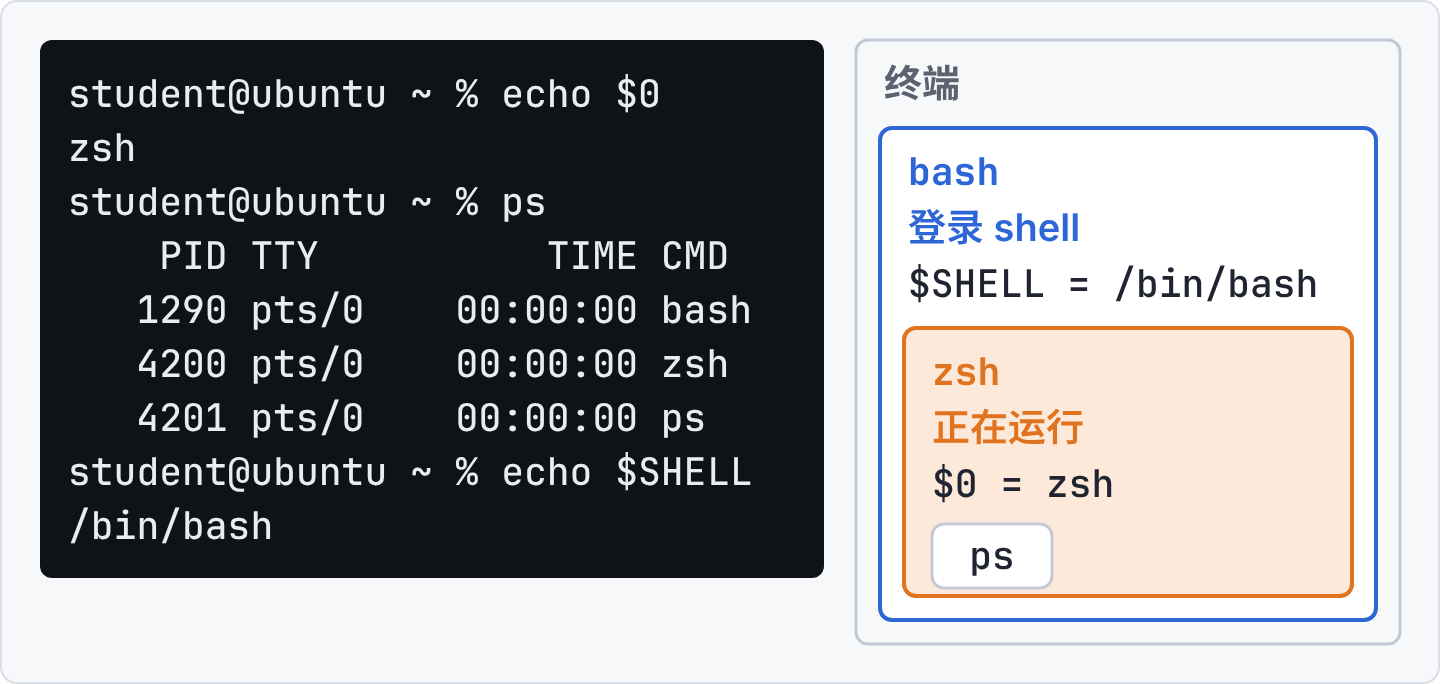 student@ubuntu ~ % echo $0
zsh
student@ubuntu ~ % ps
    PID TTY          TIME CMD
   1290 pts/0    00:00:00 bash
   4200 pts/0    00:00:00 zsh
   4201 pts/0    00:00:00 ps
student@ubuntu ~ % echo $SHELL
/bin/bash
终端
bash
登录 shell
$SHELL = /bin/bash
zsh
正在运行
$0 = zsh
ps